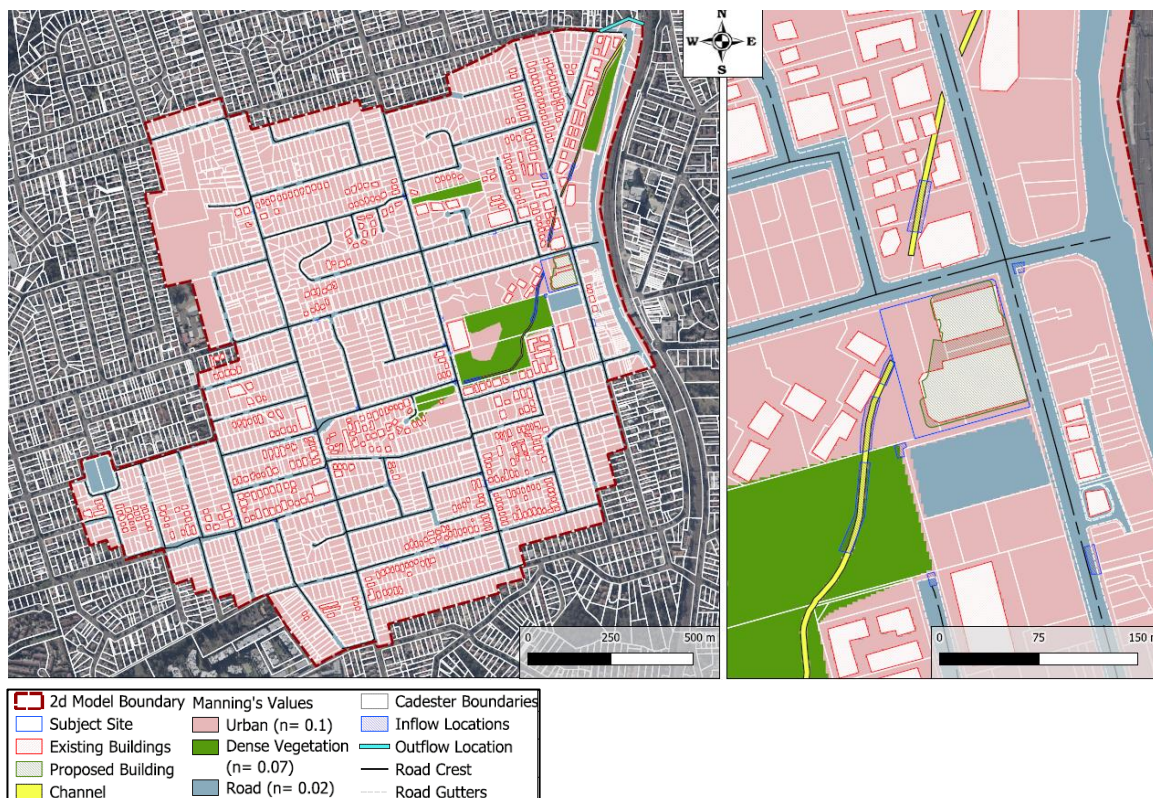 N
W E
S
0 250 500 m
0 75 150 m
2d Model Boundary
Subject Site
Existing Buildings
Proposed Building
Channel
Manning's Values
Urban (n= 0.1)
Dense Vegetation
(n= 0.07)
Road (n= 0.02)
Cadester Boundaries
Inflow Locations
Outflow Location
Road Crest
Road Gutters